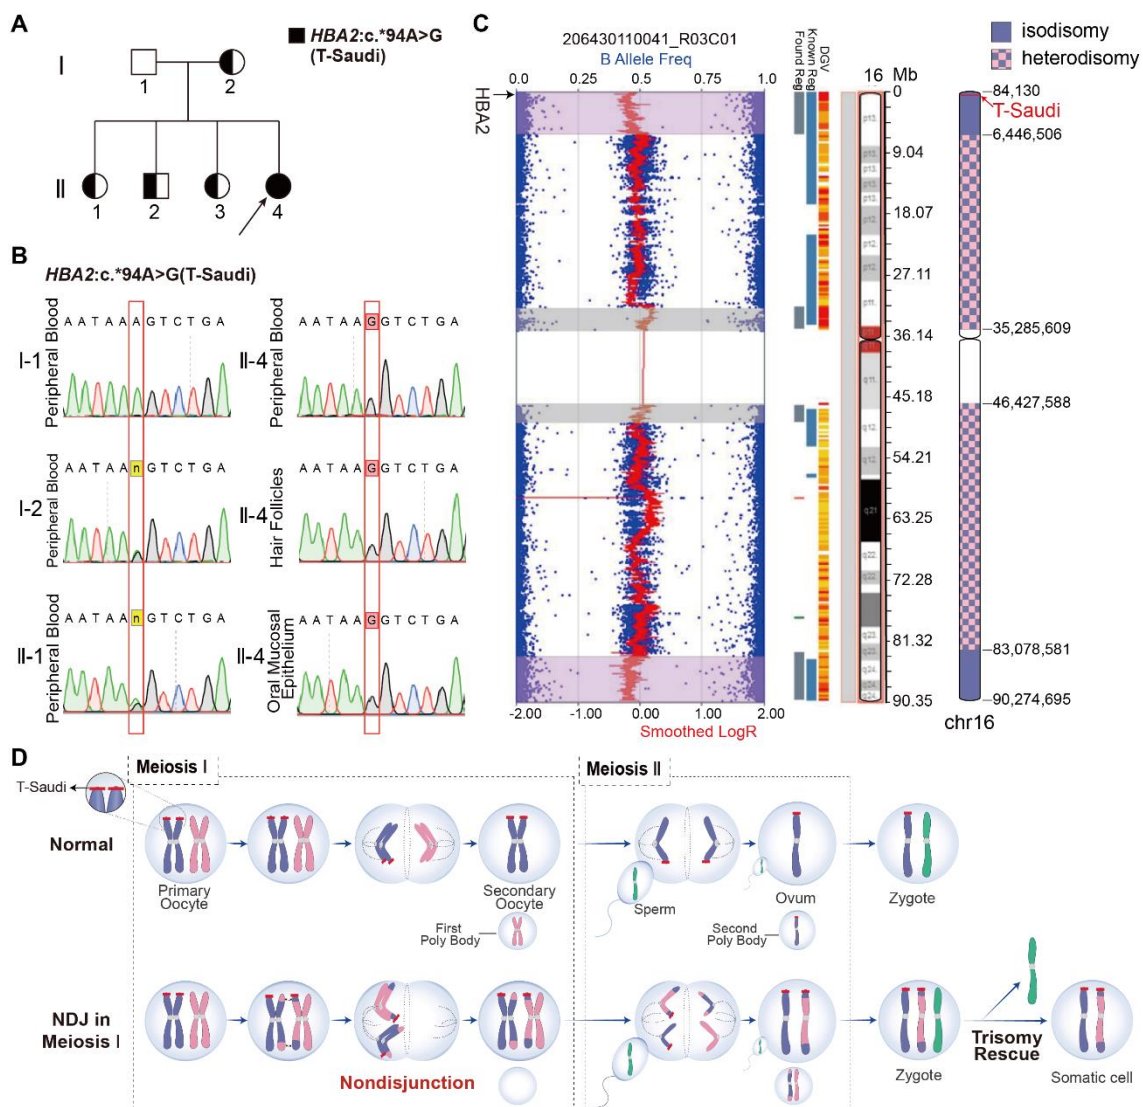 A
HBA2:c.*94A>G
(T-Saudi)
I
1
2
II
1
2
3
4
B
HBA2:c.*94A>G(T-Saudi)
I-1
Peripheral Blood
A A T A A A G T C T G A
II-4
Peripheral Blood
A A T A A G G T C T G A
I-2
Peripheral Blood
A A T A A n G T C T G A
II-4
Hair Follicles
A A T A A G G T C T G A
II-1
Peripheral Blood
A A T A A n G T C T G A
II-4
Oral Mucosal
Epithelium
A A T A A G G T C T G A
C
206430110041_R03C01
B Allele Freq
0.0 0.25 0.5 0.75 1.0
HBA2
Found Reg
Known Reg
DGV
16 Mb
0
9.04
18.07
27.11
36.14
45.18
54.21
63.25
72.28
81.32
90.35
-2.00 -1.00 0.00 1.00 2.00
Smoothed LogR
isodisomy
heterodisomy
84,130
T-Saudi
6,446,506
35,285,609
46,427,588
83,078,581
90,274,695
chr16
D
Meiosis I
Meiosis II
T-Saudi
Normal
Primary
Oocyte
Secondary
Oocyte
First
Poly Body
Sperm
Ovum
Second
Poly Body
Zygote
NDJ in
Meiosis I
Nondisjunction
Zygote
Trisomy
Rescue
Somatic cell